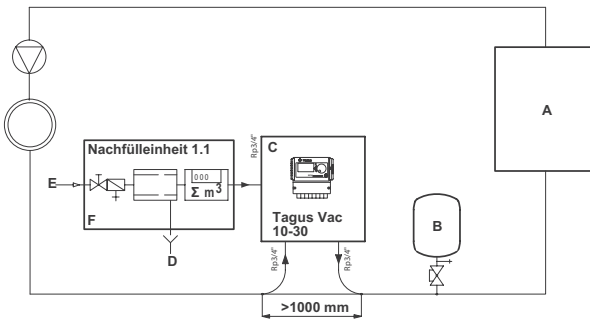 A
Rp3/4"
Nachfülleinheit 1.1
C
E
000
Σ m³
Tagus Vac
10-30
F
B
D
Rp3/4"
Rp3/4"
>1000 mm